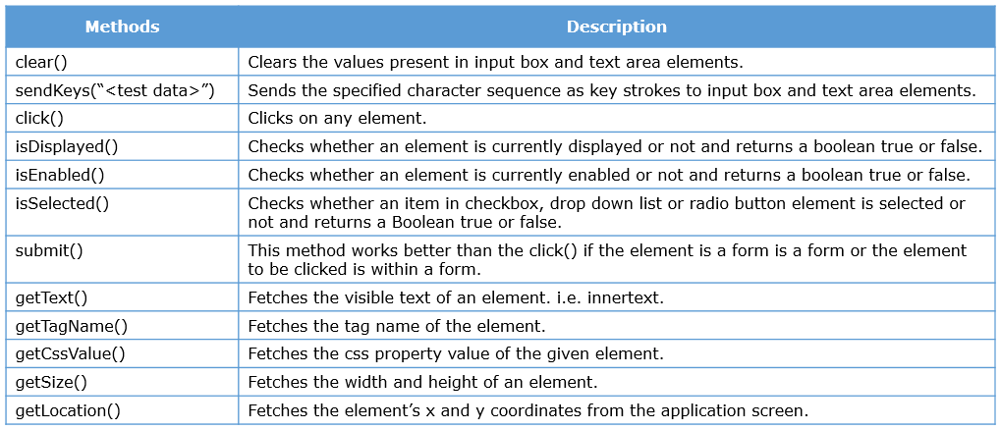 Methods Description
clear() Clears the values present in input box and text area elements.
sendKeys(“<test data>”) Sends the specified character sequence as key strokes to input box and text area elements.
click() Clicks on any element.
isDisplayed() Checks whether an element is currently displayed or not and returns a boolean true or false.
isEnabled() Checks whether an element is currently enabled or not and returns a boolean true or false.
isSelected() Checks whether an item in checkbox, drop down list or radio button element is selected or
not and returns a Boolean true or false.
submit() This method works better than the click() if the element is a form is a form or the element
to be clicked is within a form.
getText() Fetches the visible text of an element. i.e. innertext.
getTagName() Fetches the tag name of the element.
getCssValue() Fetches the css property value of the given element.
getSize() Fetches the width and height of an element.
getLocation() Fetches the element’s x and y coordinates from the application screen.